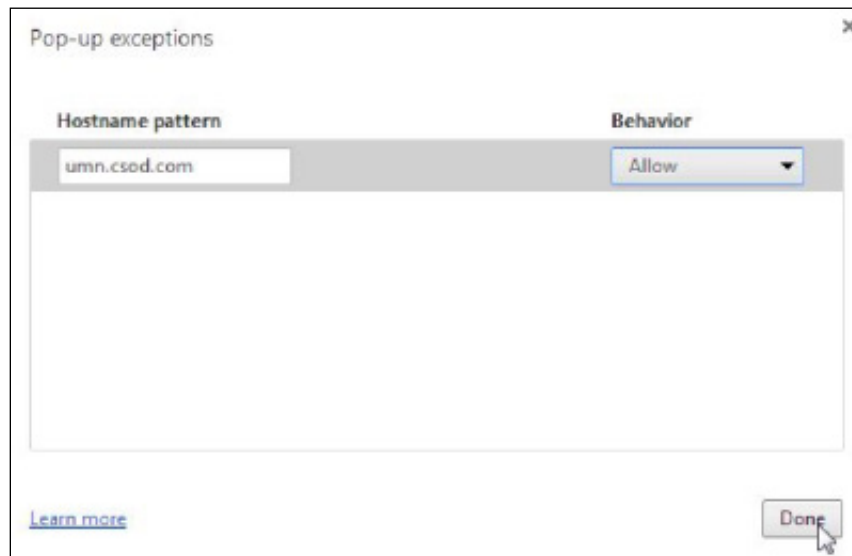 Pop-up exceptions
Hostname pattern Behavior
umn.csod.com Allow
Learn more Done